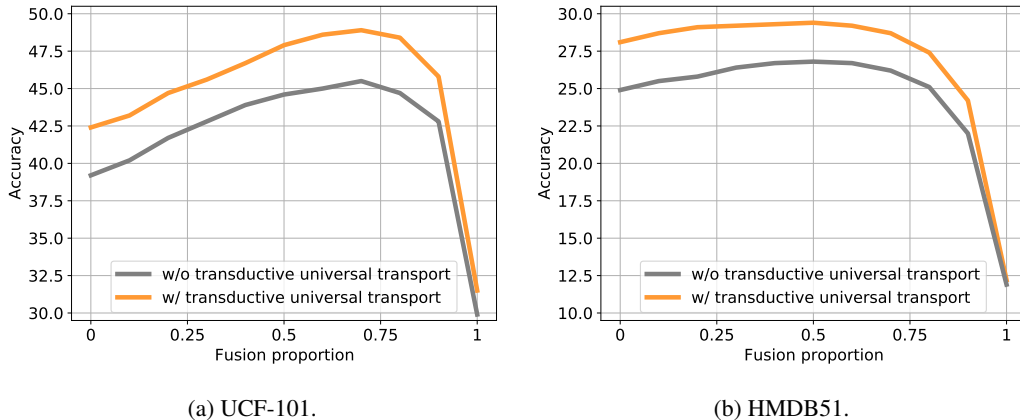 50.0
47.5
45.0
42.5
40.0
37.5
35.0
32.5
30.0
Accuracy
w/o transductive universal transport
w/ transductive universal transport
0
0.25
0.5
0.75
1
Fusion proportion
(a) UCF-101.
30.0
27.5
25.0
22.5
20.0
17.5
15.0
12.5
10.0
Accuracy
w/o transductive universal transport
w/ transductive universal transport
0
0.25
0.5
0.75
1
Fusion proportion
(b) HMDB51.